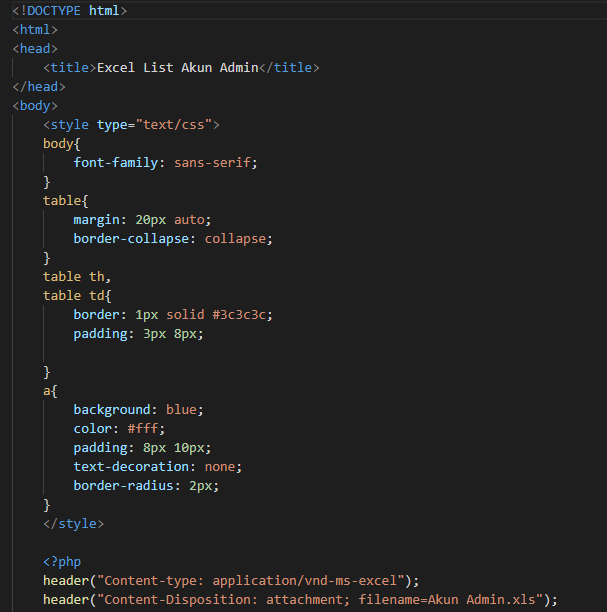 <!DOCTYPE html>
<html>
<head>
    <title>Excel List Akun Admin</title>
</head>
<body>
    <style type="text/css">
    body{
        font-family: sans-serif;
    }
    table{
        margin: 20px auto;
        border-collapse: collapse;
    }
    table th,
    table td{
        border: 1px solid #3c3c3c;
        padding: 3px 8px;

    }
    a{
        background: blue;
        color: #fff;
        padding: 8px 10px;
        text-decoration: none;
        border-radius: 2px;
    }
    </style>

    <?php
    header("Content-type: application/vnd-ms-excel");
    header("Content-Disposition: attachment; filename=Akun Admin.xls");